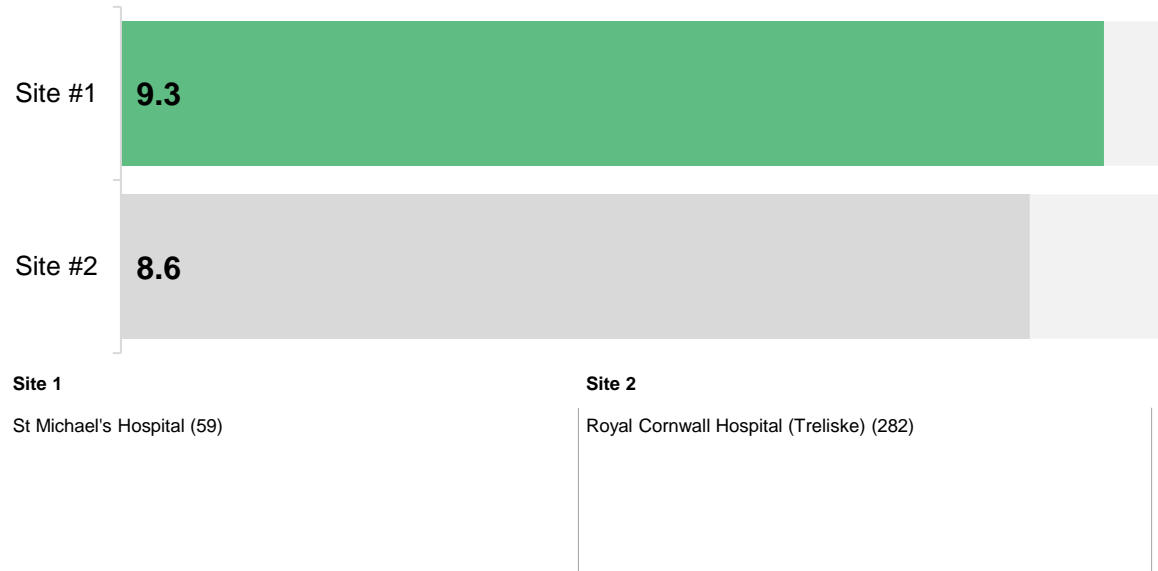 Site #1
9.3
Site #2
8.6
Site 1
St Michael's Hospital (59)
Site 2
Royal Cornwall Hospital (Treliske) (282)